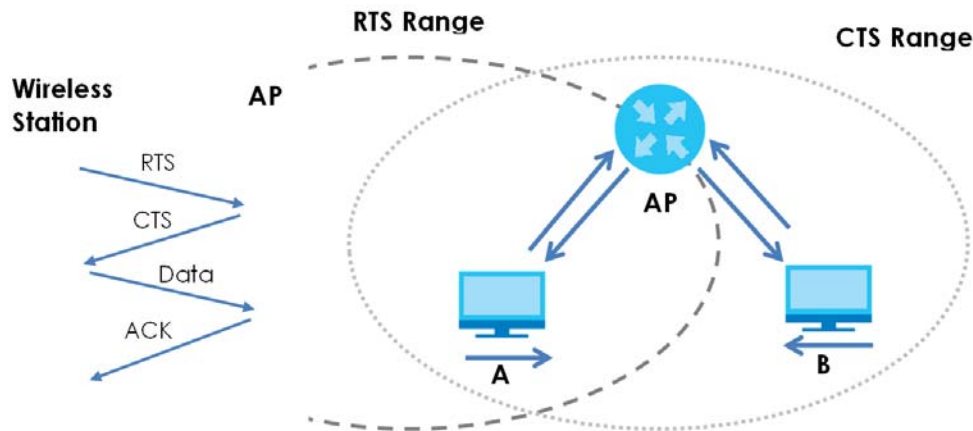 RTS Range
CTS Range
Wireless
Station
AP
RTS
CTS
Data
ACK
AP
A
B